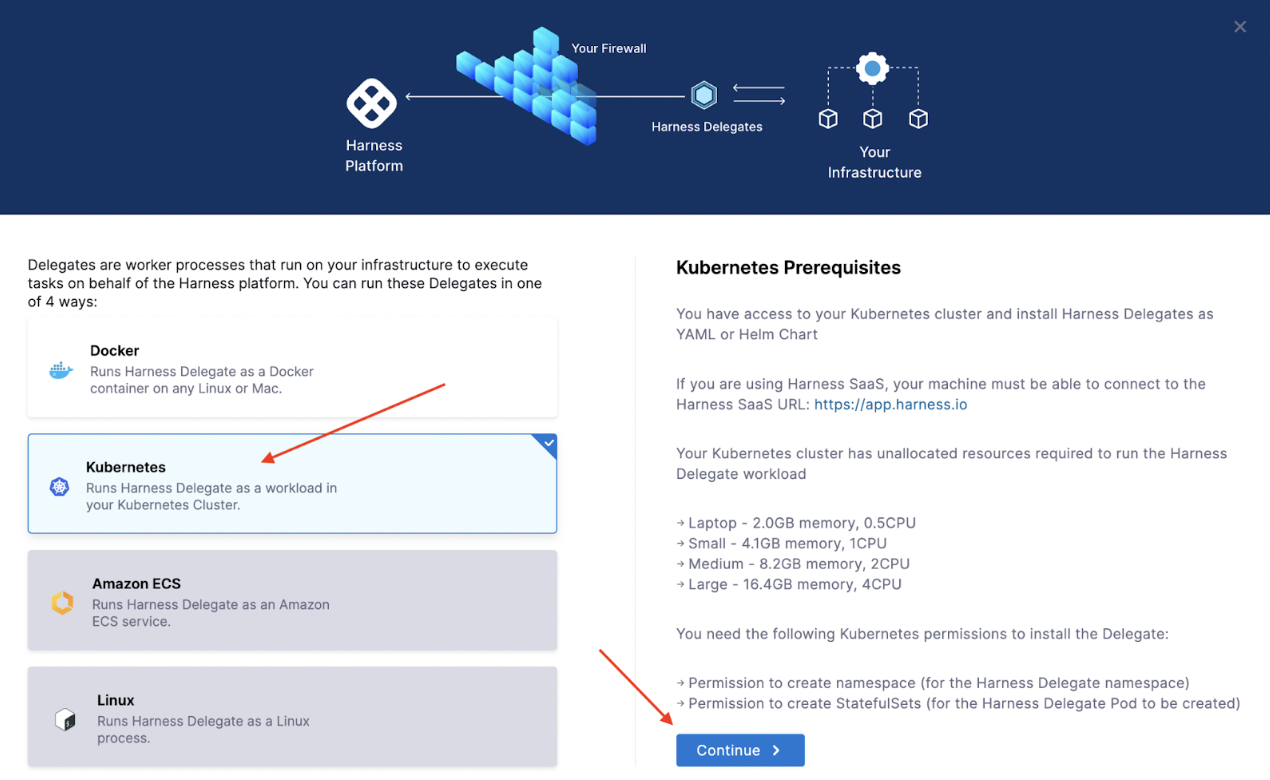 Your Firewall
Harness Delegates
Harness
Platform
Your
Infrastructure
Delegates are worker processes that run on your infrastructure to execute
tasks on behalf of the Harness platform. You can run these Delegates in one
of 4 ways:
Docker
Runs Harness Delegate as a Docker
container on any Linux or Mac.
Kubernetes
Runs Harness Delegate as a workload in
your Kubernetes Cluster.
Amazon ECS
Runs Harness Delegate as an Amazon
ECS service.
Linux
Runs Harness Delegate as a Linux
process.
Kubernetes Prerequisites
You have access to your Kubernetes cluster and install Harness Delegates as
YAML or Helm Chart
If you are using Harness SaaS, your machine must be able to connect to the
Harness SaaS URL: https://app.harness.io
Your Kubernetes cluster has unallocated resources required to run the Harness
Delegate workload
→ Laptop - 2.0GB memory, 0.5CPU
→ Small - 4.1GB memory, 1CPU
→ Medium - 8.2GB memory, 2CPU
→ Large - 16.4GB memory, 4CPU
You need the following Kubernetes permissions to install the Delegate:
→ Permission to create namespace (for the Harness Delegate namespace)
→ Permission to create StatefulSets (for the Harness Delegate Pod to be created)
Continue